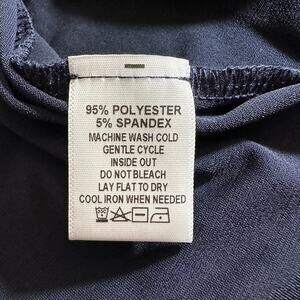 95% POLYESTER
5% SPANDEX
MACHINE WASH COLD
GENTLE CYCLE
INSIDE OUT
DO NOT BLEACH
LAY FLAT TO DRY
COOL IRON WHEN NEEDED